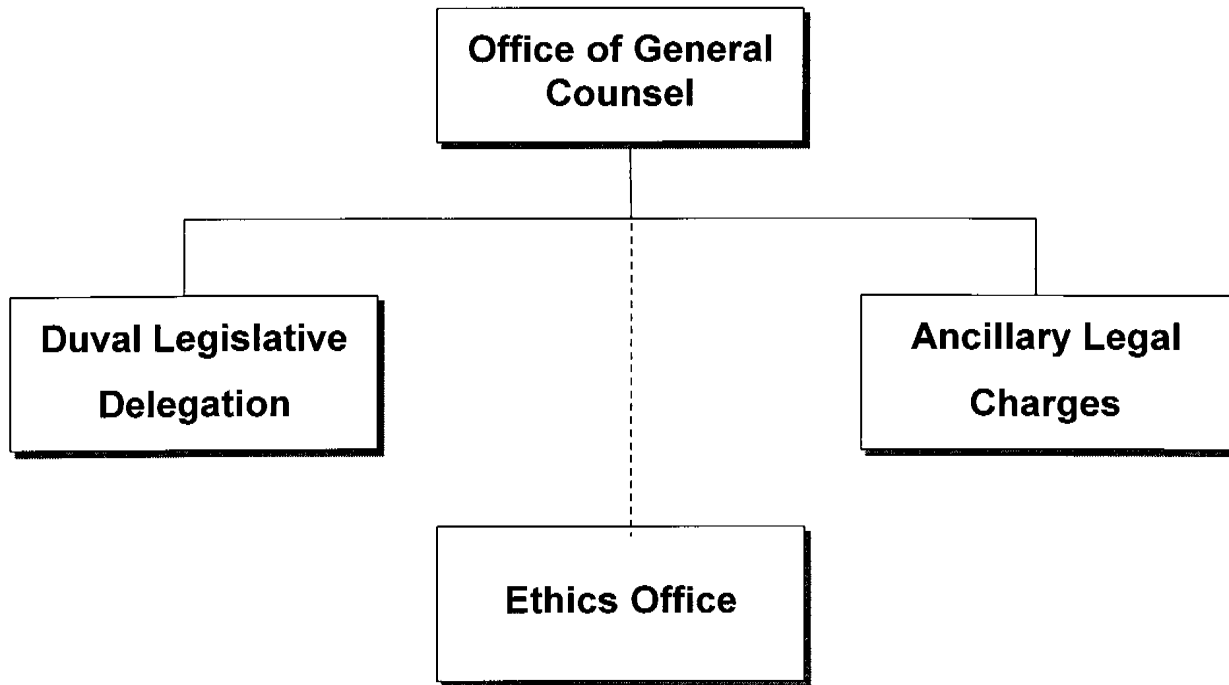 Office of General
Counsel
Duval Legislative
Delegation
Ancillary Legal
Charges
Ethics Office